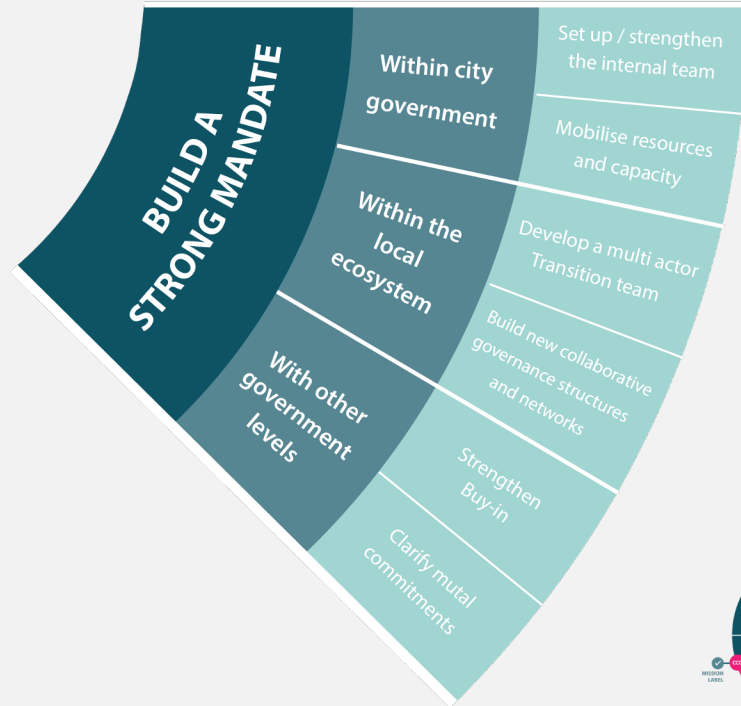 BUILD A
STRONG MANDATE
Within city
government
Set up / strengthen
the internal team
Mobilise resources
and capacity
Within the
local
ecosystem
Develop a multi actor
Transition team
Build new collaborative
governance structures
and networks
With other
government
levels
Strengthen
Buy-in
Clarify mutal
commitments
MISSION
LABEL